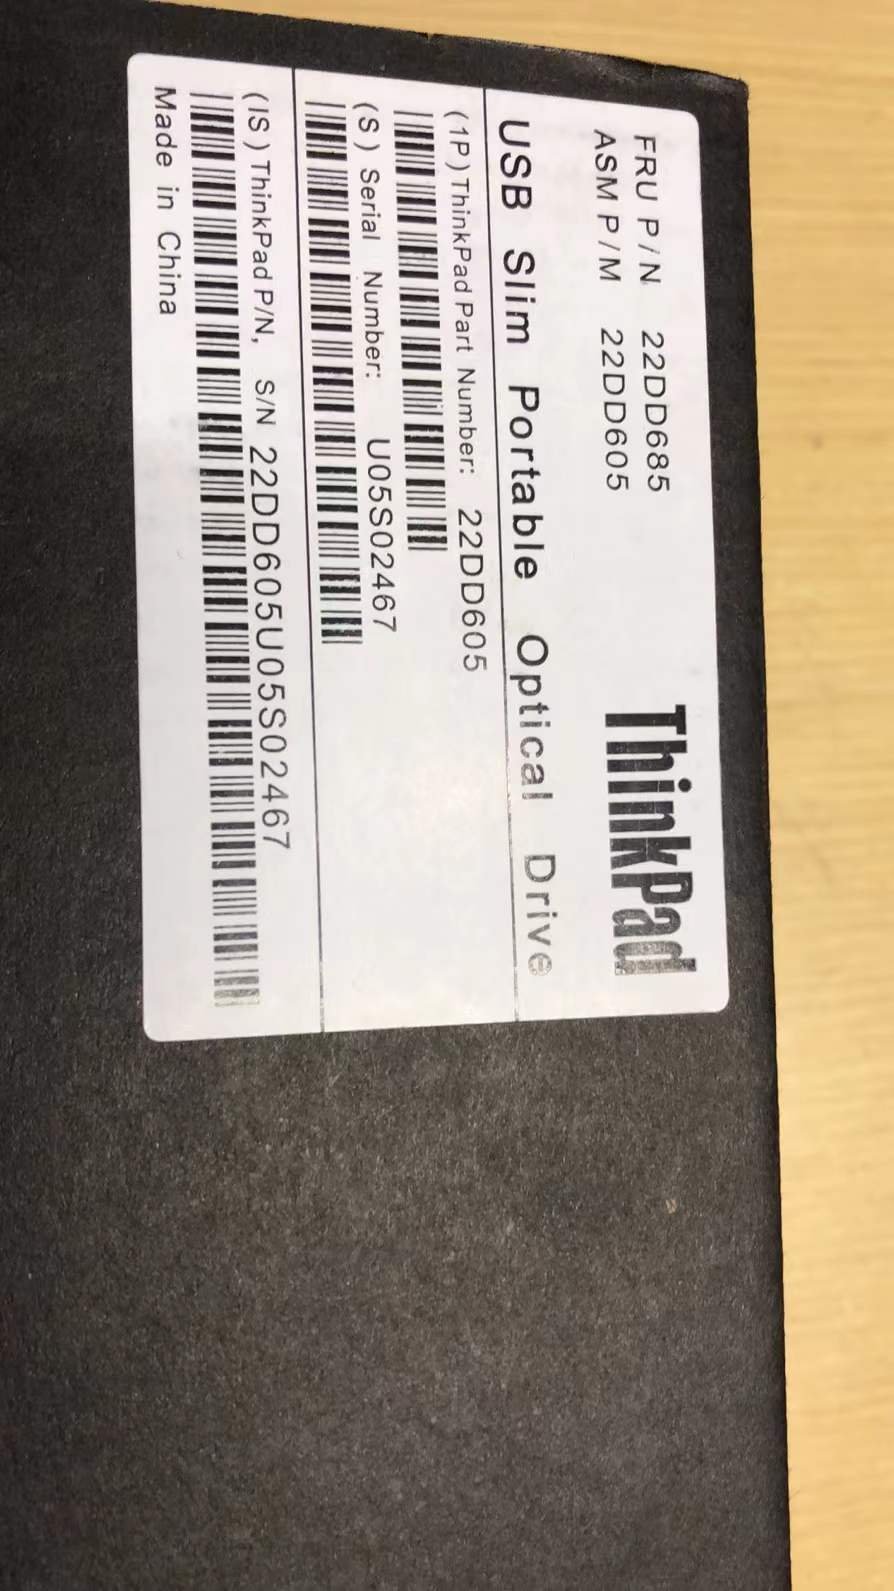 FRU P/N 22DD685
ASM P/M 22DD605
ThinkPad
USB Slim Portable Optical Drive
(1P) ThinkPad Part Number: 22DD605
(S) Serial Number: U05S02467
(IS) ThinkPad P/N, S/N 22DD605U05S02467
Made in China